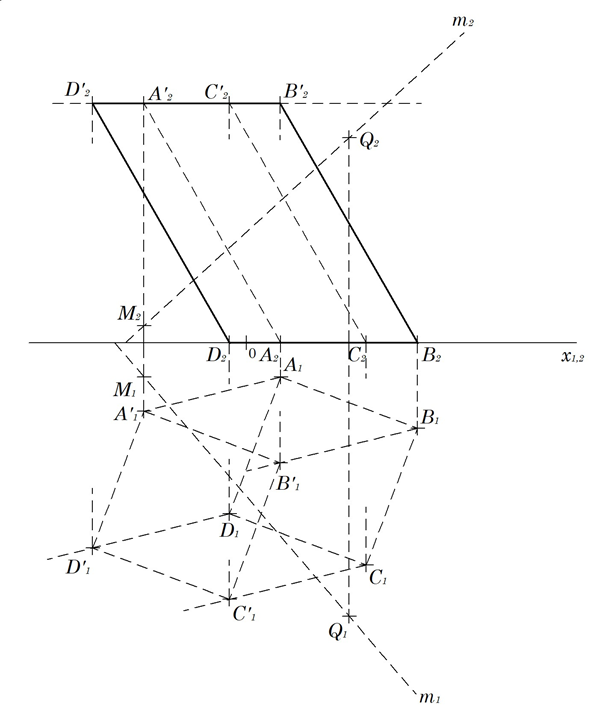 m₂
D'₂ A'₂ C'₂ B'₂
Q₂
M₂
D₂ 0 A₂ C₂ B₂ x₁,₂
A₁
M₁
A'₁ B₁
B'₁
D₁
D'₁ C₁
C'₁ Q₁
m₁